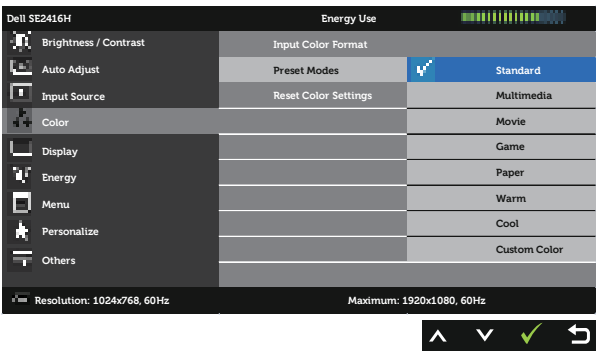 Dell SE2416H Energy Use
Brightness / Contrast Input Color Format
Auto Adjust Preset Modes Standard
Input Source Reset Color Settings Multimedia
Color Movie
Display Game
Energy Paper
Menu Warm
Personalize Cool
Others Custom Color
Resolution: 1024x768, 60Hz Maximum: 1920x1080, 60Hz